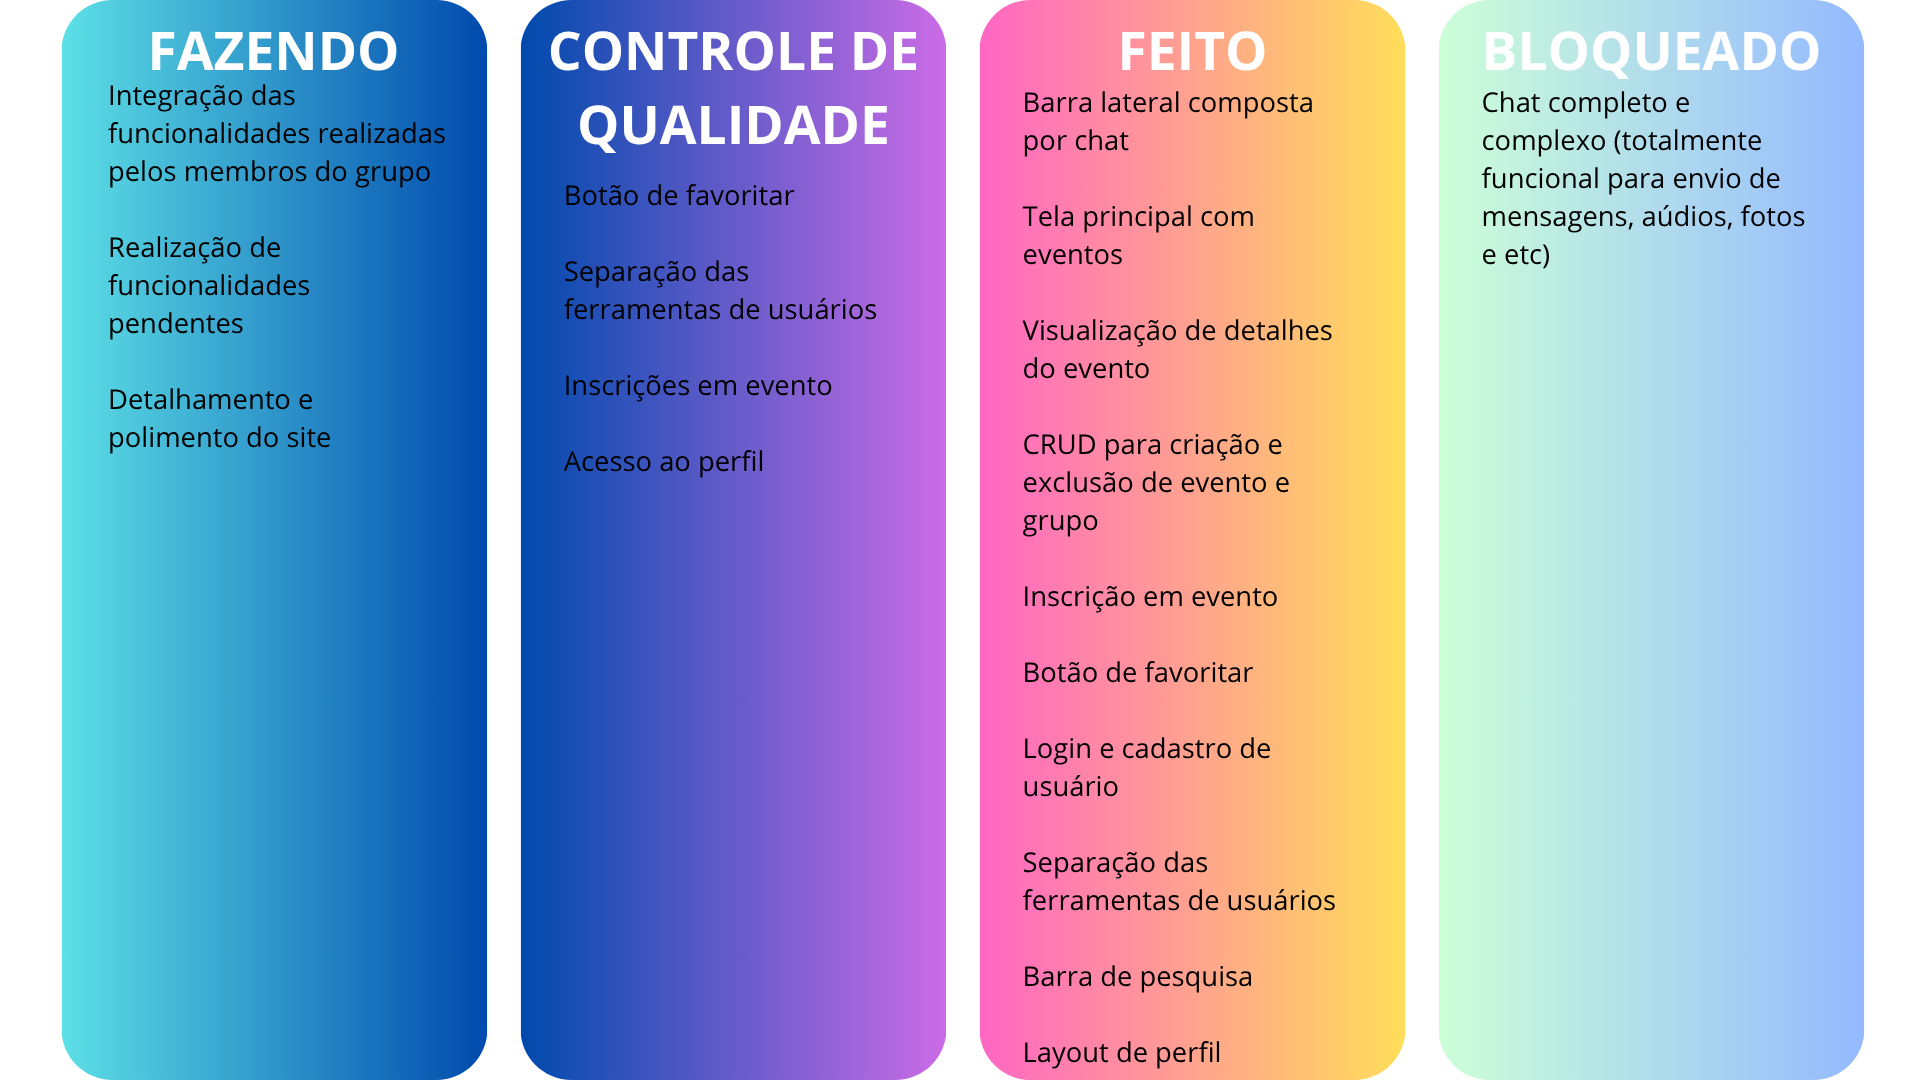 FAZENDO
Integração das
funcionalidades realizadas
pelos membros do grupo
Realização de
funcionalidades
pendentes
Detalhamento e
polimento do site
CONTROLE DE
QUALIDADE
Botão de favoritar
Separação das
ferramentas de usuários
Inscrições em evento
Acesso ao perfil
FEITO
Barra lateral composta
por chat
Tela principal com
eventos
Visualização de detalhes
do evento
CRUD para criação e
exclusão de evento e
grupo
Inscrição em evento
Botão de favoritar
Login e cadastro de
usuário
Separação das
ferramentas de usuários
Barra de pesquisa
Layout de perfil
BLOQUEADO
Chat completo e
complexo (totalmente
funcional para envio de
mensagens, aúdios, fotos
e etc)